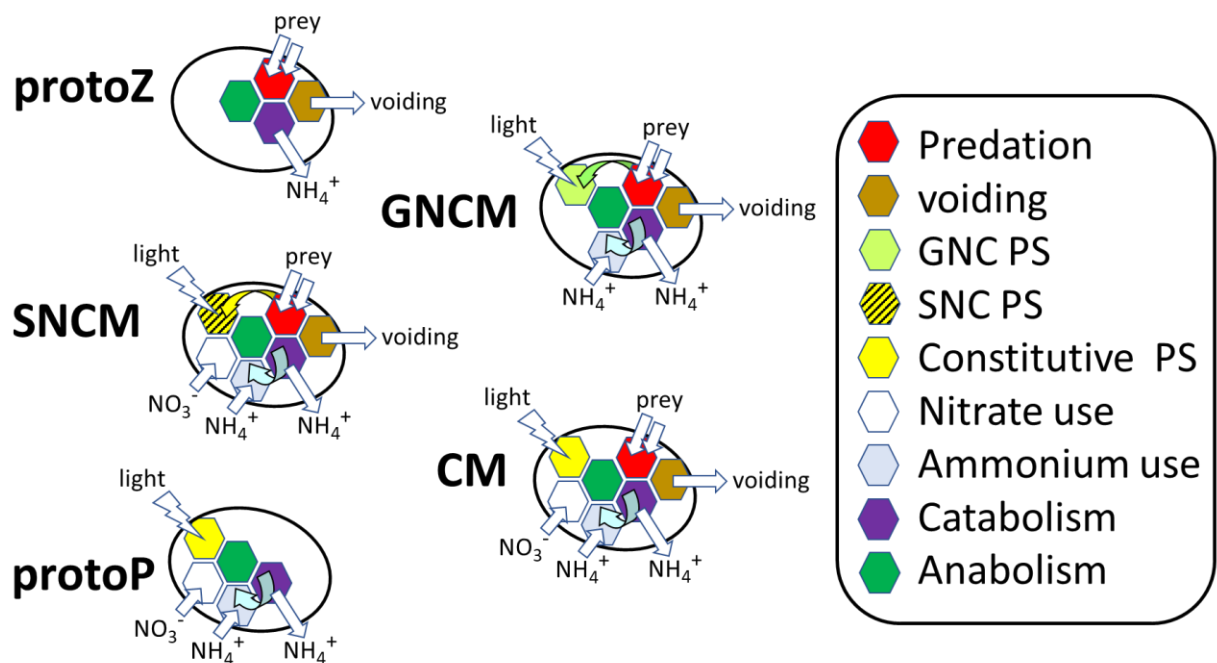 prey
protoZ
voiding
NH₄⁺
light
prey
GNCM
voiding
NH₄⁺
NH₄⁺
light
prey
SNCM
voiding
NO₃⁻
NH₄⁺
NH₄⁺
light
prey
CM
voiding
NO₃⁻
NH₄⁺
NH₄⁺
light
protoP
NO₃⁻
NH₄⁺
NH₄⁺
Predation
voiding
GNC PS
SNC PS
Constitutive PS
Nitrate use
Ammonium use
Catabolism
Anabolism